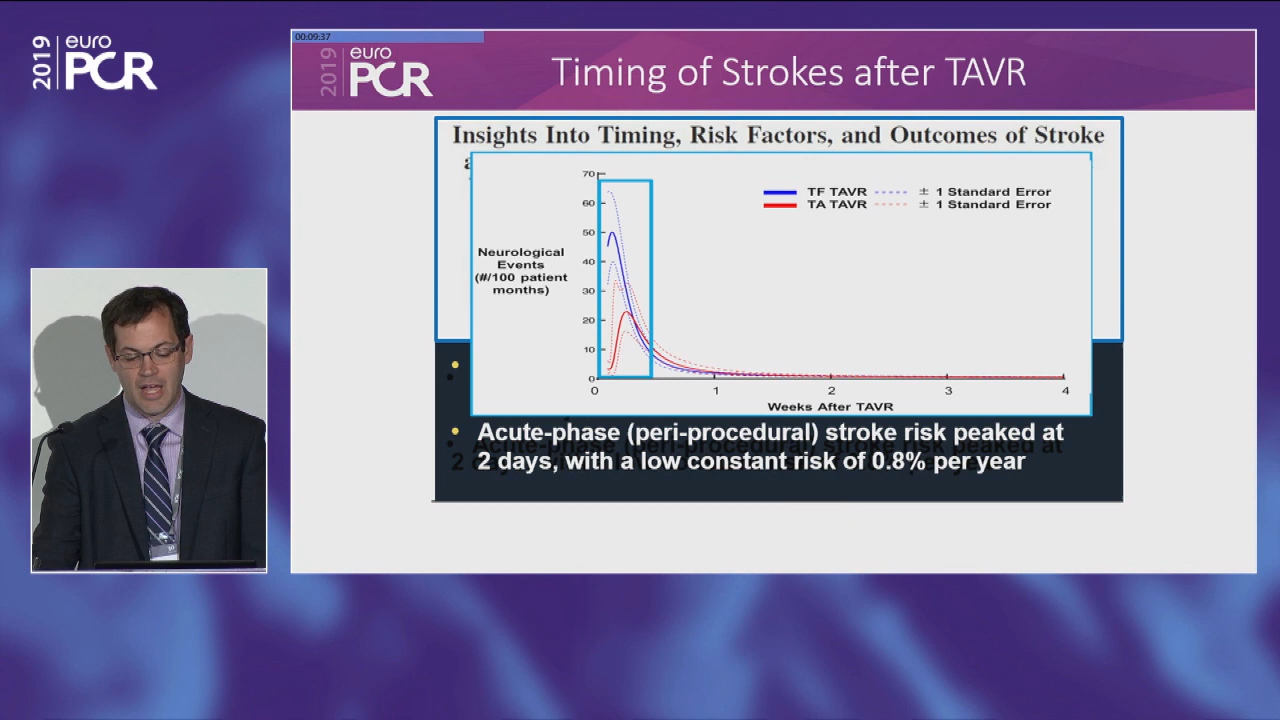 2019
euro
PCR
00:09:37
2019
euro
PCR
Timing of Strokes after TAVR
Insights Into Timing, Risk Factors, and Outcomes of Stroke
70
60
50
40
30
20
10
0
Neurological
Events
(#/100 patient
months)
TF TAVR ± 1 Standard Error
TA TAVR ± 1 Standard Error
0 1 2 3 4
Weeks After TAVR
• Acute-phase (peri-procedural) stroke risk peaked at
2 days, with a low constant risk of 0.8% per year